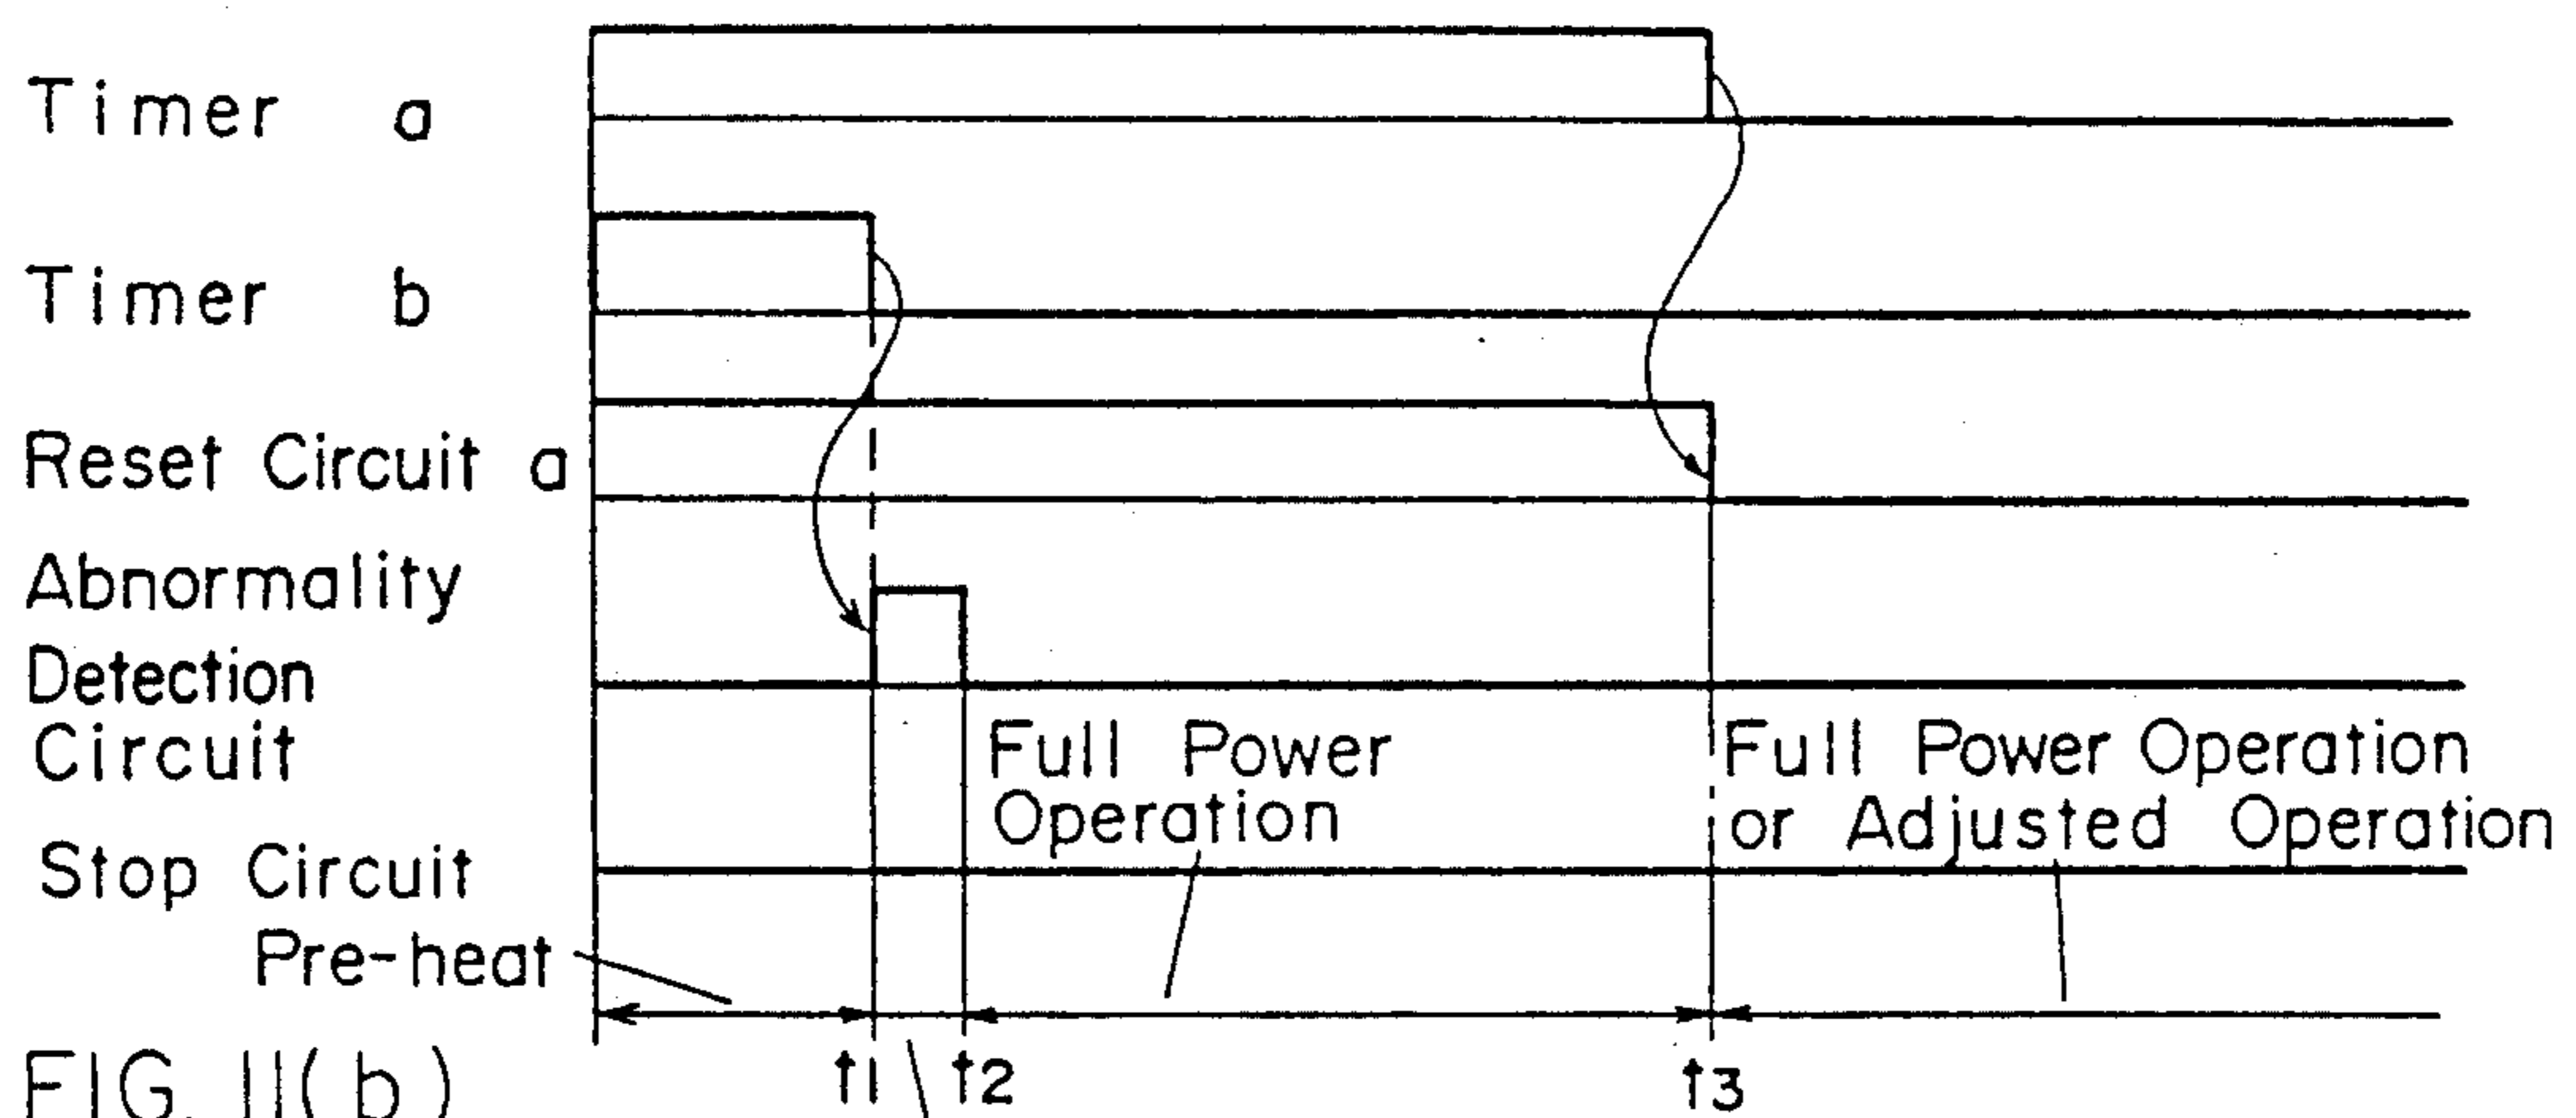 Timer a
Timer b
Reset Circuit a
Abnormality
Detection
Circuit
Full Power
Operation
Full Power Operation
or Adjusted Operation
Stop Circuit
Pre-heat
t1 t2 t3
FIG. 11(b)